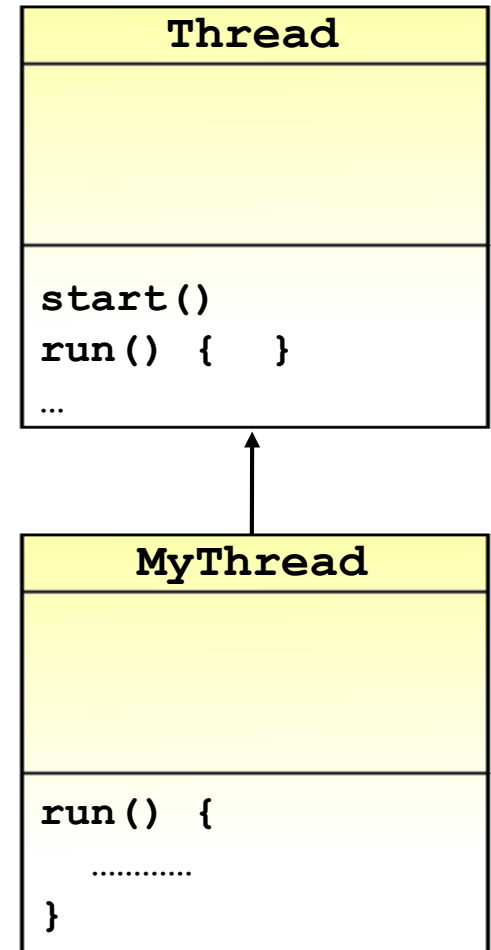 Thread
start()
run() { }
…
MyThread
run() {
…………
}